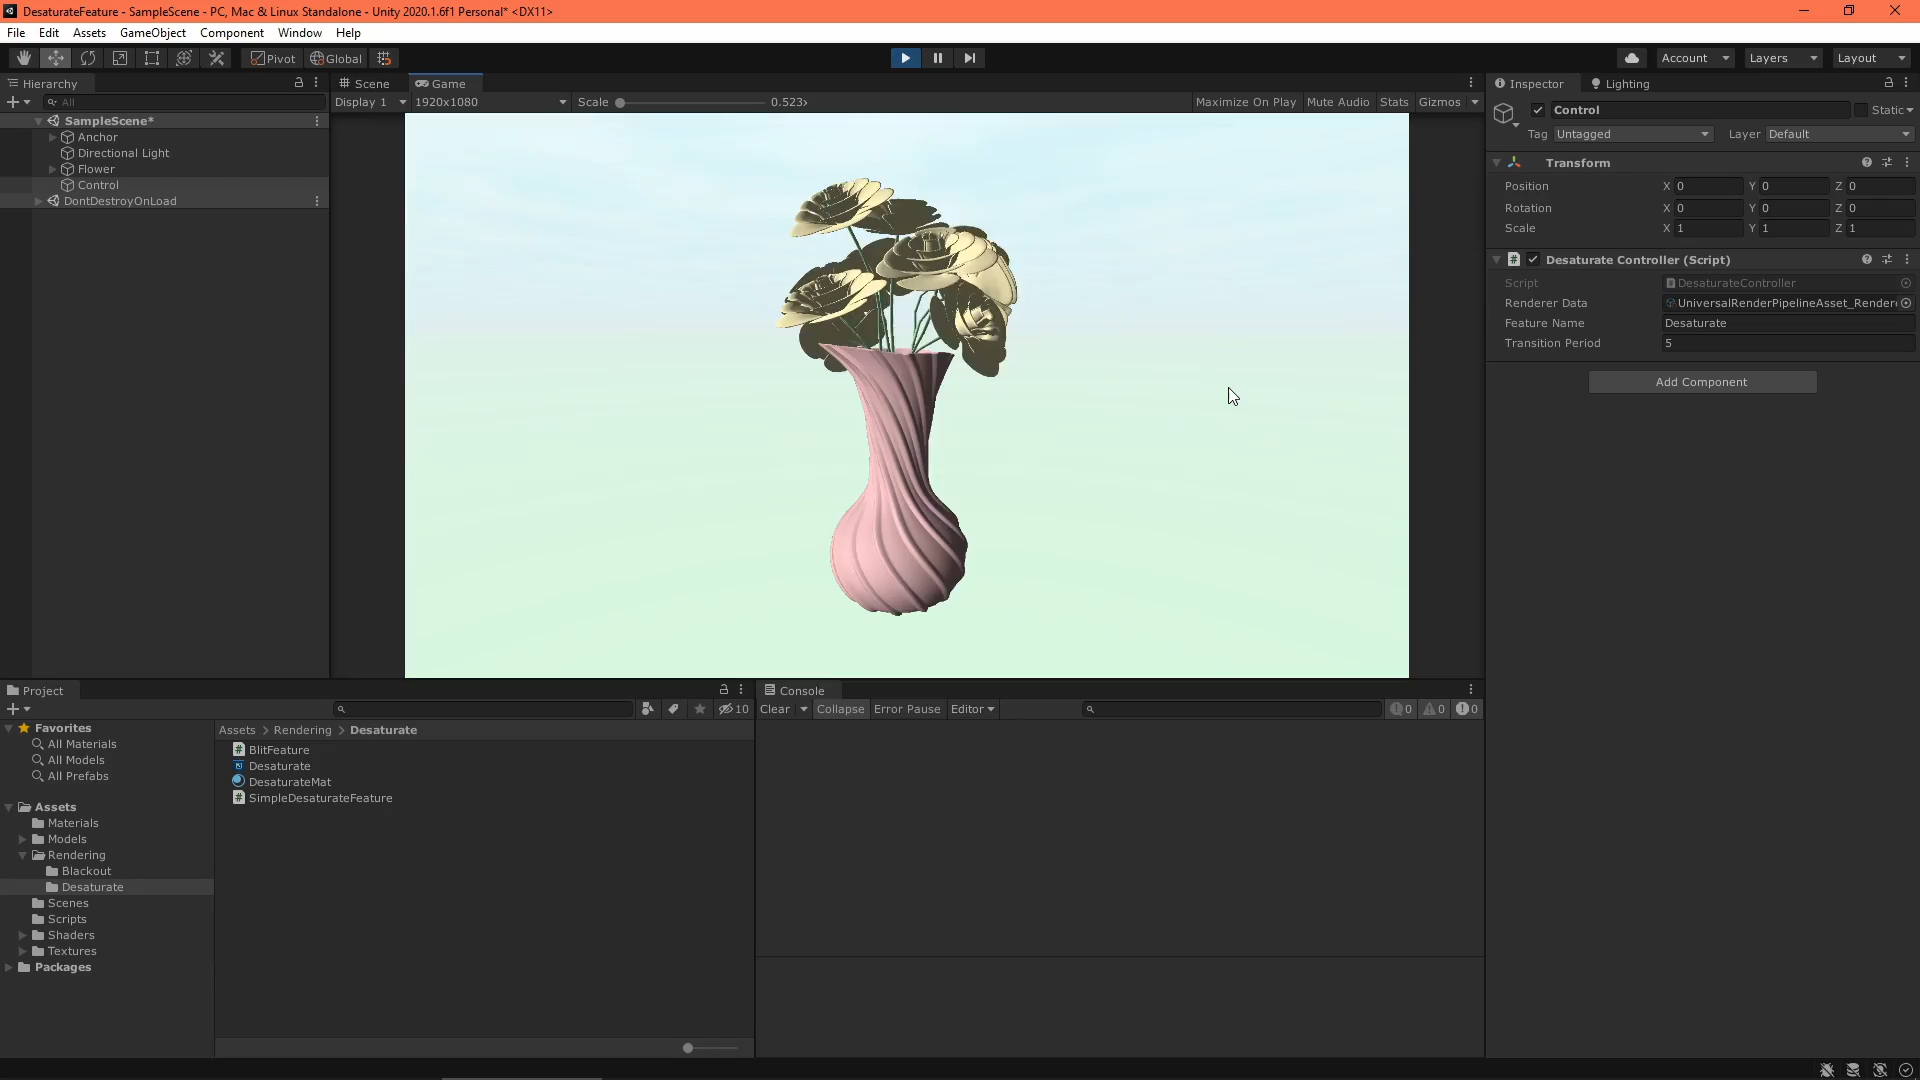 DesaturateFeature - SampleScene - PC, Mac & Linux Standalone - Unity 2020.1.6f1 Personal* <DX11>
File Edit Assets GameObject Component Window Help
Pivot Global Account Layers Layout
Hierarchy
All
SampleScene*
Anchor
Directional Light
Flower
Control
DontDestroyOnLoad
Scene Game
Display 1 1920x1080 Scale 0.523x Maximize On Play Mute Audio Stats Gizmos
Inspector Lighting
Control Static
Tag Untagged Layer Default
Transform
Position X 0 Y 0 Z 0
Rotation X 0 Y 0 Z 0
Scale X 1 Y 1 Z 1
# Desaturate Controller (Script)
Script DesaturateController
Renderer Data UniversalRenderPipelineAsset_Rendere
Feature Name Desaturate
Transition Period 5
Add Component
Project
10
Favorites
All Materials
All Models
All Prefabs
Assets
Materials
Models
Rendering
Blackout
Desaturate
Scenes
Scripts
Shaders
Textures
Packages
Assets > Rendering > Desaturate
BlitFeature
Desaturate
DesaturateMat
SimpleDesaturateFeature
Console
Clear Collapse Error Pause Editor 0 0 0